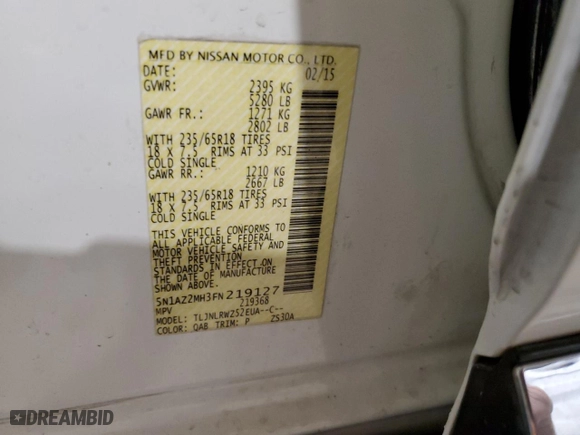 MFD BY NISSAN MOTOR CO., LTD.
DATE: 02/15
GVWR: 2395 KG
5280 LB
GAWR FR.: 1271 KG
2802 LB
WITH 235/65R18 TIRES
18 X 7.5 RIMS AT 33 PSI
COLD SINGLE
GAWR RR.: 1210 KG
2667 LB
WITH 235/65R18 TIRES
18 X 7.5 RIMS AT 33 PSI
COLD SINGLE
THIS VEHICLE CONFORMS TO
ALL APPLICABLE FEDERAL
MOTOR VEHICLE SAFETY AND
THEFT PREVENTION
STANDARDS IN EFFECT ON
THE DATE OF MANUFACTURE
SHOWN ABOVE.
5N1AZ2MH3FN219127
219368
MPV
MODEL: TLJNLRWZS2EUA--C--
COLOR: QAB TRIM: P ZS30A
DREAMBID